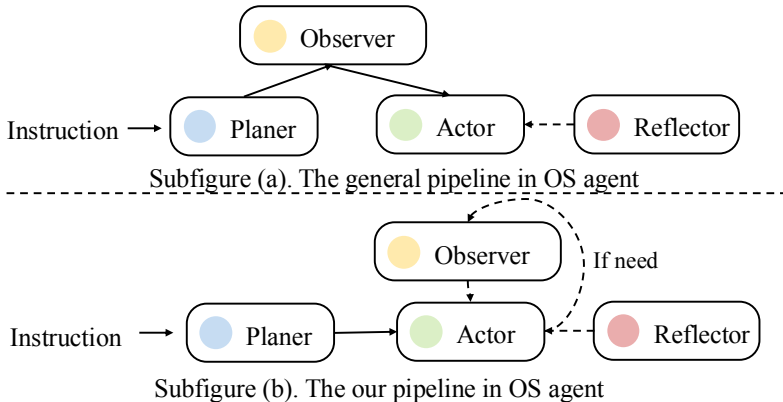 Observer
Instruction
Planer
Actor
Reflector
Subfigure (a). The general pipeline in OS agent
Observer
If need
Instruction
Planer
Actor
Reflector
Subfigure (b). The our pipeline in OS agent